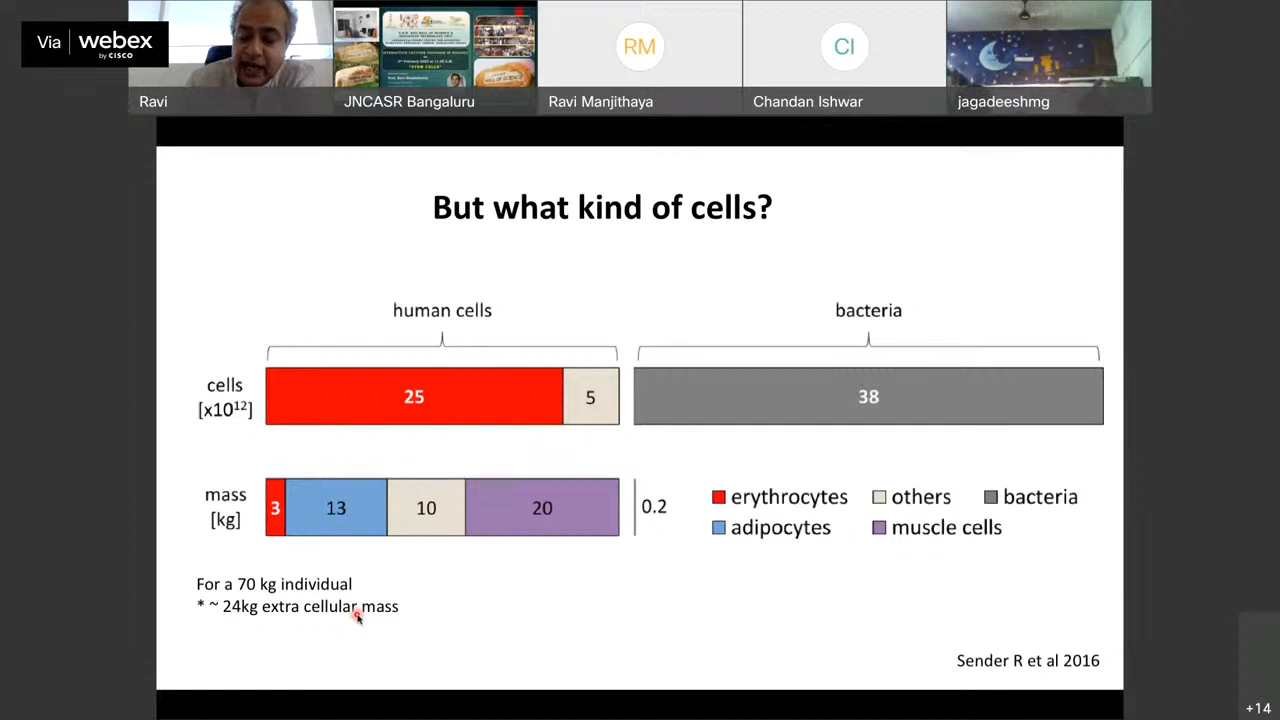 Via webex
by CISCO
Ravi
JNCASR Bangaluru
RM
Ravi Manjithaya
CI
Chandan Ishwar
jagadeeshmg
"STEM CELLS"
But what kind of cells?
human cells
bacteria
cells
[x10¹²]
25
5
38
mass
[kg]
3
13
10
20
0.2
erythrocytes
others
bacteria
adipocytes
muscle cells
For a 70 kg individual
* ~ 24kg extra cellular mass
Sender R et al 2016
+14